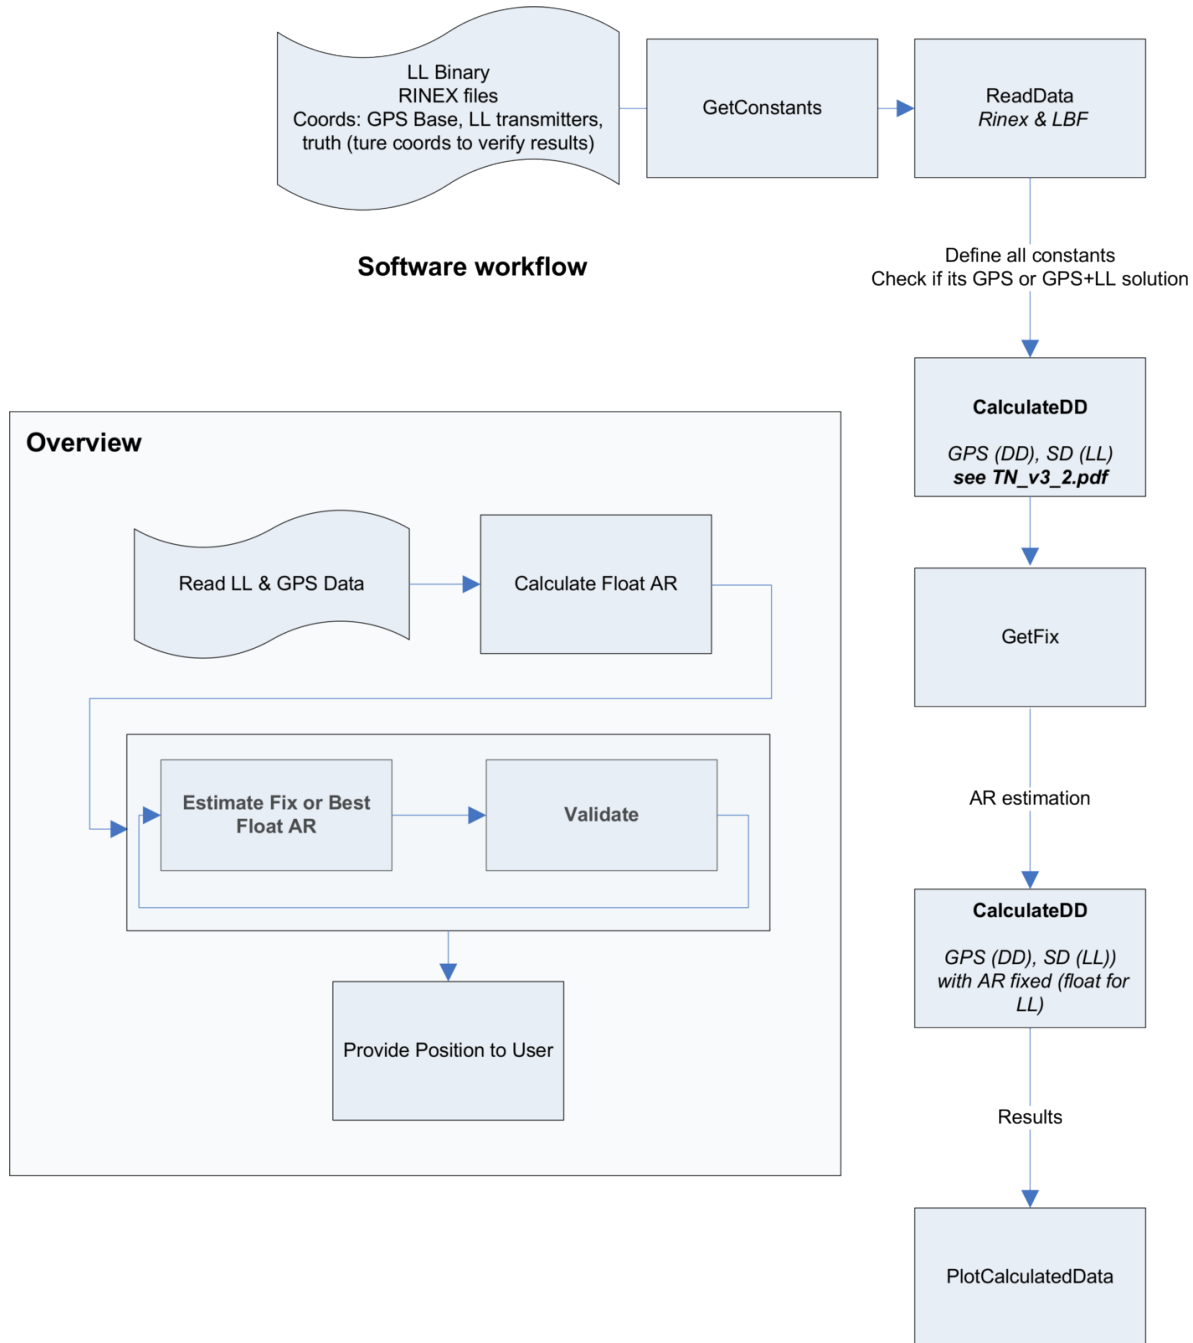 LL Binary
RINEX files
Coords: GPS Base, LL transmitters,
truth (ture coords to verify results)
GetConstants
ReadData
Rinex & LBF
Software workflow
Define all constants
Check if its GPS or GPS+LL solution
CalculateDD
GPS (DD), SD (LL)
see TN_v3_2.pdf
GetFix
AR estimation
CalculateDD
GPS (DD), SD (LL))
with AR fixed (float for
LL)
Results
PlotCalculatedData
Overview
Read LL & GPS Data
Calculate Float AR
Estimate Fix or Best
Float AR
Validate
Provide Position to User